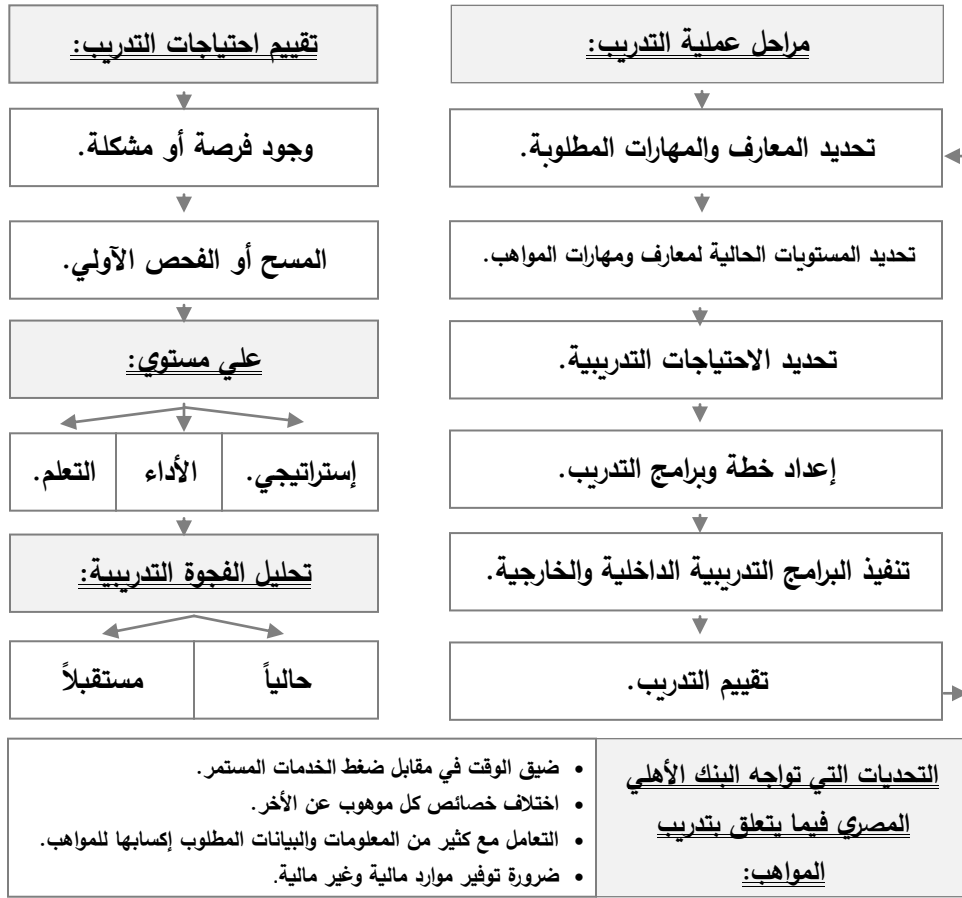 مراحل عملية التدريب:
تحديد المعارف والمهارات المطلوبة.
تحديد المستويات الحالية لمعارف ومهارات المواهب.
تحديد الاحتياجات التدريبية.
إعداد خطة وبرامج التدريب.
تنفيذ البرامج التدريبية الداخلية والخارجية.
تقييم التدريب.
تقييم احتياجات التدريب:
وجود فرصة أو مشكلة.
المسح أو الفحص الآولي.
علي مستوي:
إستراتيجي.
الأداء
التعلم.
تحليل الفجوة التدريبية:
حالياً
مستقبلاً
التحديات التي تواجه البنك الأهلي
المصري فيما يتعلق بتدريب
المواهب:
• ضيق الوقت في مقابل ضغط الخدمات المستمر.
• اختلاف خصائص كل موهوب عن الأخر.
• التعامل مع كثير من المعلومات والبيانات المطلوب إكسابها للمواهب.
• ضرورة توفير موارد مالية وغير مالية.